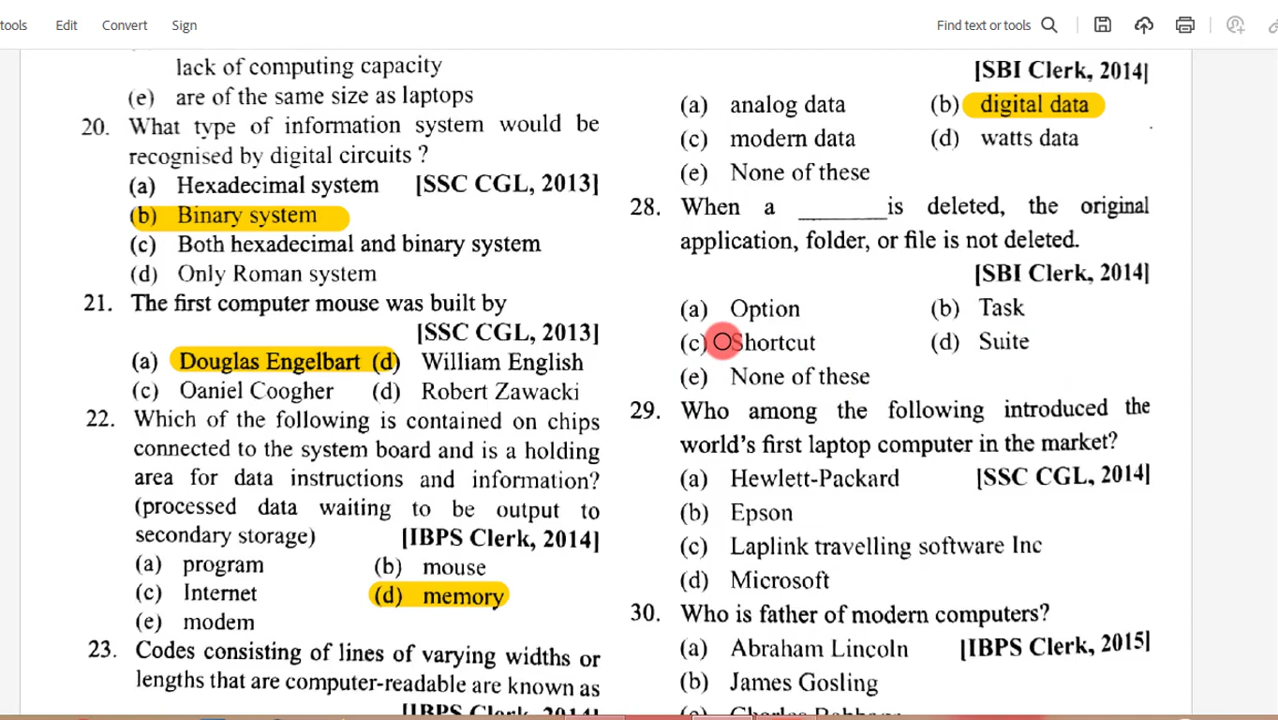 tools Edit Convert Sign Find text or tools
lack of computing capacity
(e) are of the same size as laptops
20. What type of information system would be
recognised by digital circuits ?
(a) Hexadecimal system [SSC CGL, 2013]
(b) Binary system
(c) Both hexadecimal and binary system
(d) Only Roman system
21. The first computer mouse was built by
[SSC CGL, 2013]
(a) Douglas Engelbart (d) William English
(c) Oaniel Coogher (d) Robert Zawacki
22. Which of the following is contained on chips
connected to the system board and is a holding
area for data instructions and information?
(processed data waiting to be output to
secondary storage) [IBPS Clerk, 2014]
(a) program (b) mouse
(c) Internet (d) memory
(e) modem
23. Codes consisting of lines of varying widths or
lengths that are computer-readable are known as
[IBPS Clerk, 2014]
[SBI Clerk, 2014]
(a) analog data (b) digital data
(c) modern data (d) watts data
(e) None of these
28. When a ________is deleted, the original
application, folder, or file is not deleted.
[SBI Clerk, 2014]
(a) Option (b) Task
(c) Shortcut (d) Suite
(e) None of these
29. Who among the following introduced the
world's first laptop computer in the market?
(a) Hewlett-Packard [SSC CGL, 2014]
(b) Epson
(c) Laplink travelling software Inc
(d) Microsoft
30. Who is father of modern computers?
(a) Abraham Lincoln [IBPS Clerk, 2015]
(b) James Gosling
(c) Charles Babbage